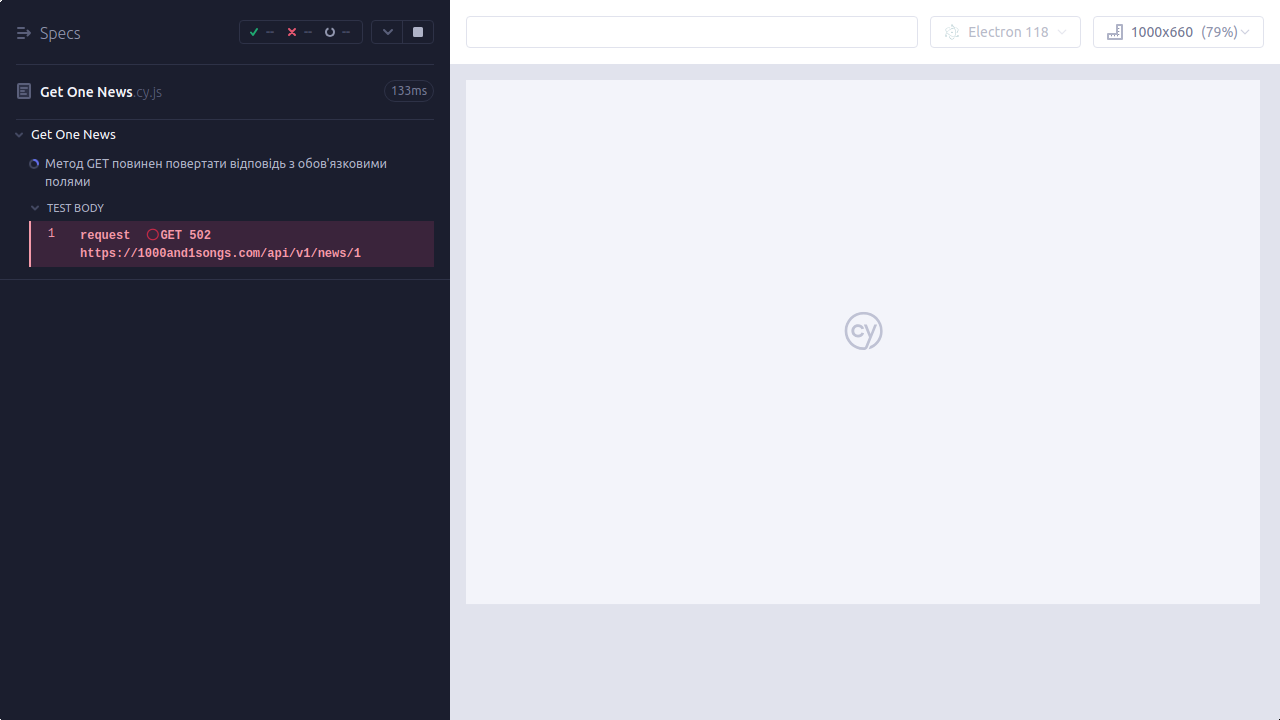 Specs
--
--
--
Electron 118
1000x660 (79%)
Get One News.cy.js
133ms
Get One News
Метод GET повинен повертати відповідь з обов'язковими
полями
TEST BODY
1 request GET 502
https://1000and1songs.com/api/v1/news/1
cy